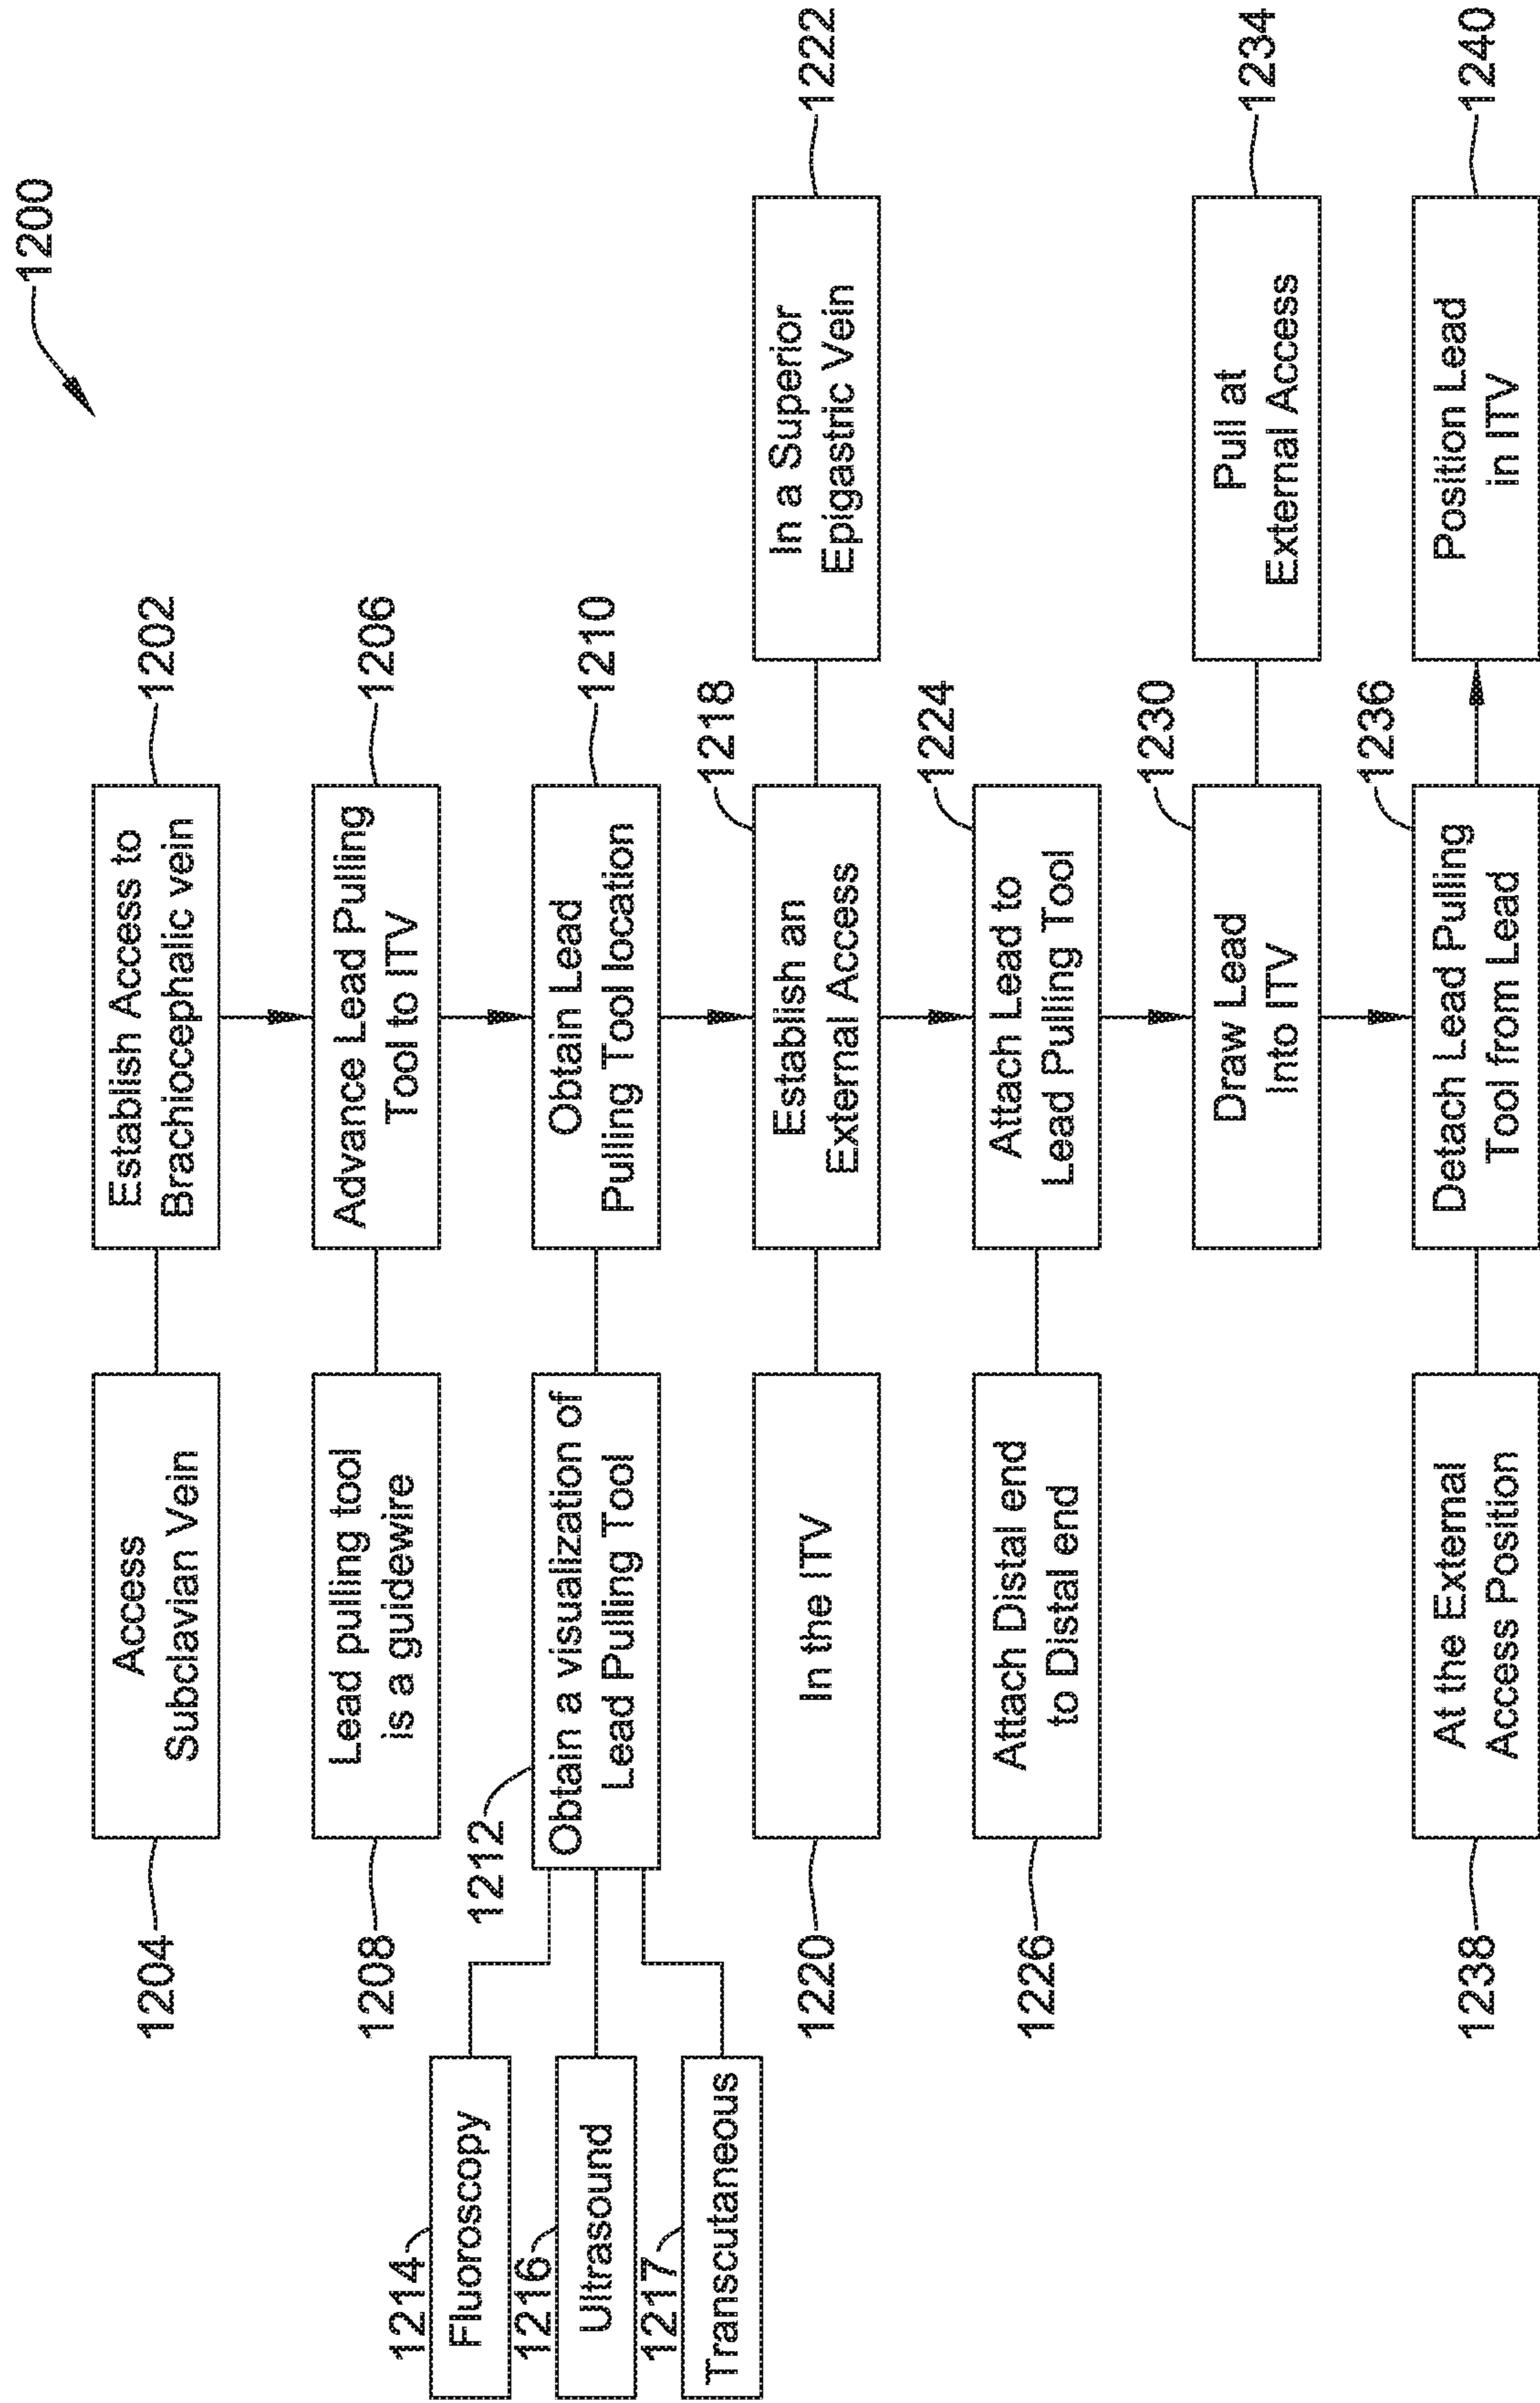 1200
Establish Access to
Brachiocephalic vein
1202
Access
Subclavian Vein
1204
Advance Lead Pulling
Tool to ITV
1206
Lead pulling tool
is a guidewire
1208
Obtain Lead
Pulling Tool location
1210
Obtain a visualization of
Lead Pulling Tool
1212
Fluoroscopy
1214
Ultrasound
1216
Transcutaneous
1217
Establish an
External Access
1218
In the ITV
1220
In a Superior
Epigastric Vein
1222
Attach Lead to
Lead Pulling Tool
1224
Attach Distal end
to Distal end
1226
Draw Lead
Into ITV
1230
Pull at
External Access
1234
Detach Lead Pulling
Tool from Lead
1236
At the External
Access Position
1238
Position Lead
in ITV
1240